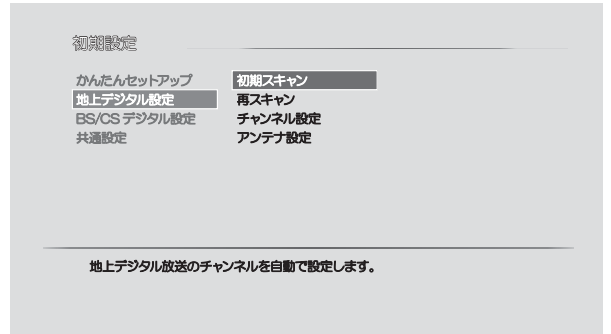 初期設定
かんたんセットアップ
地上デジタル設定
BS/CS デジタル設定
共通設定
初期スキャン
再スキャン
チャンネル設定
アンテナ設定
地上デジタル放送のチャンネルを自動で設定します。